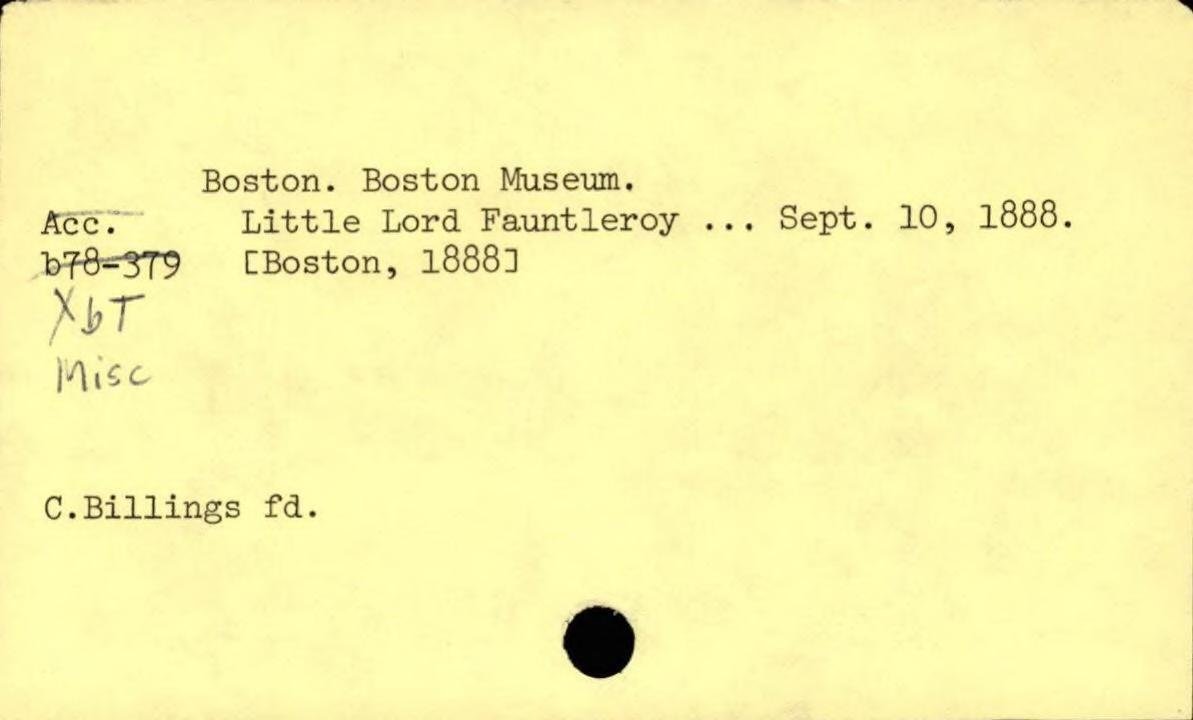 Boston. Boston Museum.
Acc. Little Lord Fauntleroy ... Sept. 10, 1888.
b78-379 [Boston, 1888]
XbT
Misc
C.Billings fd.